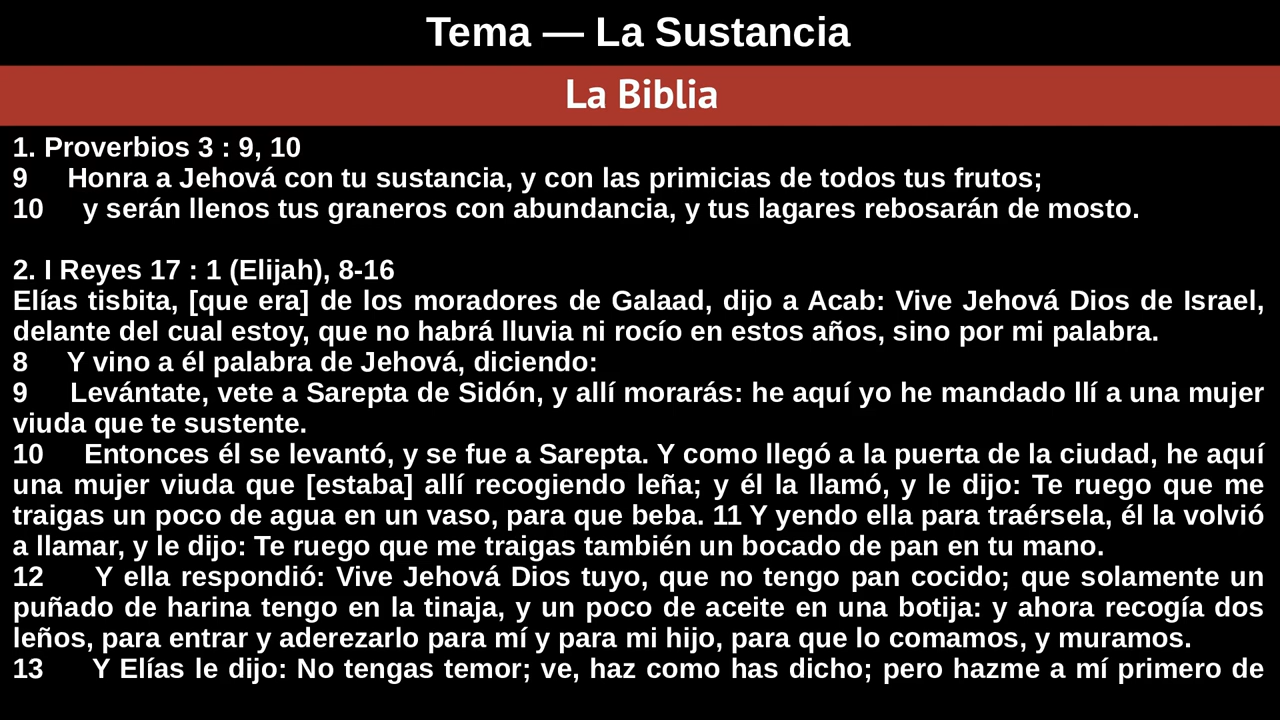 Tema — La Sustancia
La Biblia
1. Proverbios 3 : 9, 10
9 Honra a Jehová con tu sustancia, y con las primicias de todos tus frutos;
10 y serán llenos tus graneros con abundancia, y tus lagares rebosarán de mosto.
2. I Reyes 17 : 1 (Elijah), 8-16
Elías tisbita, [que era] de los moradores de Galaad, dijo a Acab: Vive Jehová Dios de Israel,
delante del cual estoy, que no habrá lluvia ni rocío en estos años, sino por mi palabra.
8 Y vino a él palabra de Jehová, diciendo:
9 Levántate, vete a Sarepta de Sidón, y allí morarás: he aquí yo he mandado llí a una mujer
viuda que te sustente.
10 Entonces él se levantó, y se fue a Sarepta. Y como llegó a la puerta de la ciudad, he aquí
una mujer viuda que [estaba] allí recogiendo leña; y él la llamó, y le dijo: Te ruego que me
traigas un poco de agua en un vaso, para que beba. 11 Y yendo ella para traérsela, él la volvió
a llamar, y le dijo: Te ruego que me traigas también un bocado de pan en tu mano.
12 Y ella respondió: Vive Jehová Dios tuyo, que no tengo pan cocido; que solamente un
puñado de harina tengo en la tinaja, y un poco de aceite en una botija: y ahora recogía dos
leños, para entrar y aderezarlo para mí y para mi hijo, para que lo comamos, y muramos.
13 Y Elías le dijo: No tengas temor; ve, haz como has dicho; pero hazme a mí primero de